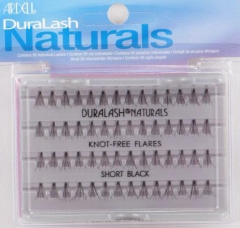 ARDELL
DuraLash
Naturals
DURALASH®NATURALS
KNOT-FREE FLARES
SHORT BLACK